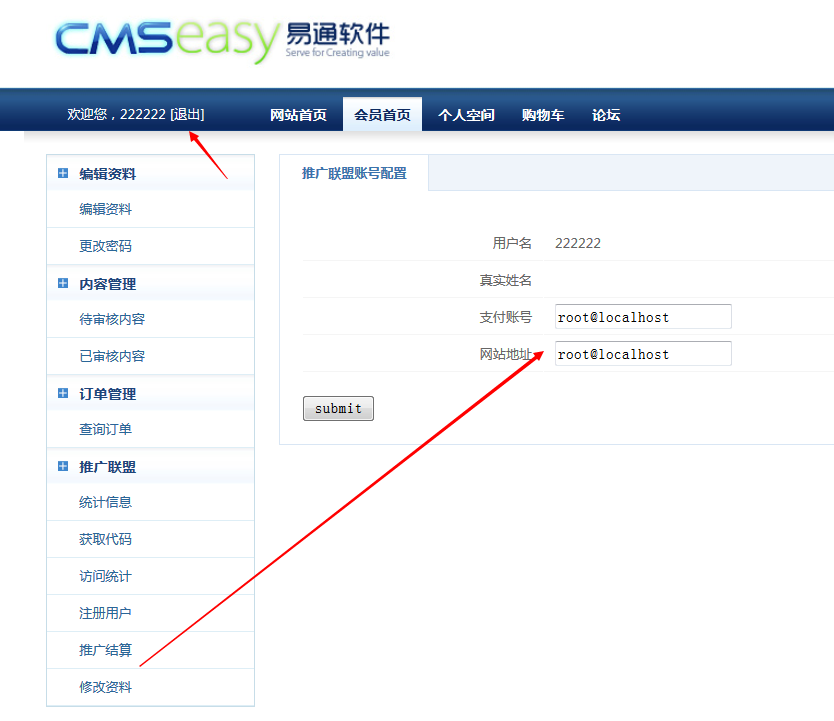 CMSeasy 易通软件
Serve for Creating value
欢迎您，222222 [退出]
网站首页
会员首页
个人空间
购物车
论坛
编辑资料
编辑资料
更改密码
内容管理
待审核内容
已审核内容
订单管理
查询订单
推广联盟
统计信息
获取代码
访问统计
注册用户
推广结算
修改资料
推广联盟账号配置
用户名 222222
真实姓名
支付账号 root@localhost
网站地址 root@localhost
submit